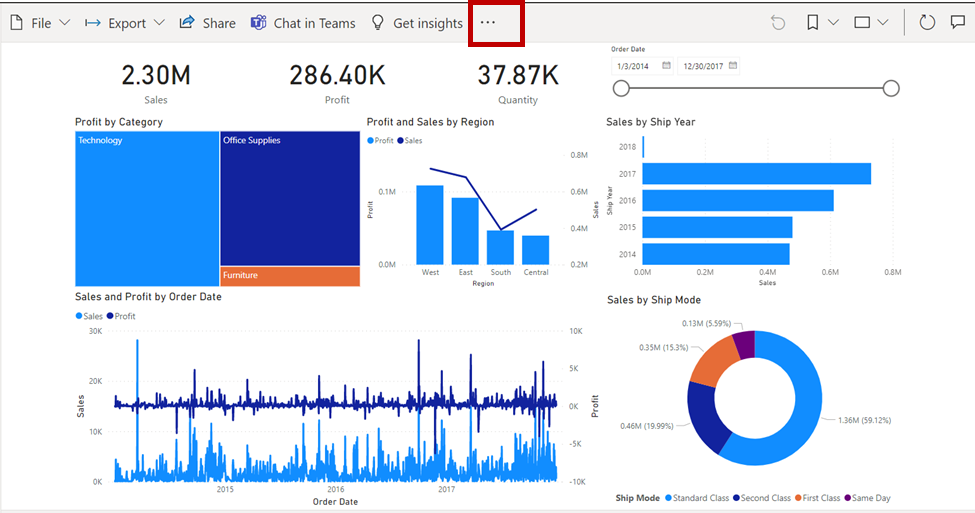 File Export Share Chat in Teams Get insights ...
Order Date
1/3/2014 12/30/2017
2.30M
Sales
286.40K
Profit
37.87K
Quantity
Profit by Category
Technology
Office Supplies
Furniture
Profit and Sales by Region
Profit Sales
0.1M
0.0M
Profit
0.8M
0.6M
0.4M
0.2M
Sales
West East South Central
Region
Sales by Ship Year
Ship Year
2018
2017
2016
2015
2014
0.0M 0.2M 0.4M 0.6M 0.8M
Sales
Sales and Profit by Order Date
Sales Profit
30K
20K
10K
0K
Sales
10K
5K
0K
-5K
-10K
Profit
2015 2016 2017
Order Date
Sales by Ship Mode
0.13M (5.59%)
0.35M (15.3%)
0.46M (19.99%)
1.36M (59.12%)
Ship Mode Standard Class Second Class First Class Same Day